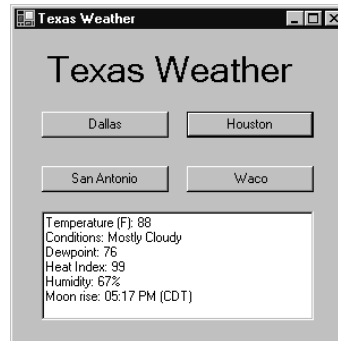 Texas Weather
Texas Weather
Dallas
Houston
San Antonio
Waco
Temperature (F): 88
Conditions: Mostly Cloudy
Dewpoint: 76
Heat Index: 99
Humidity: 67%
Moon rise: 05:17 PM (CDT)